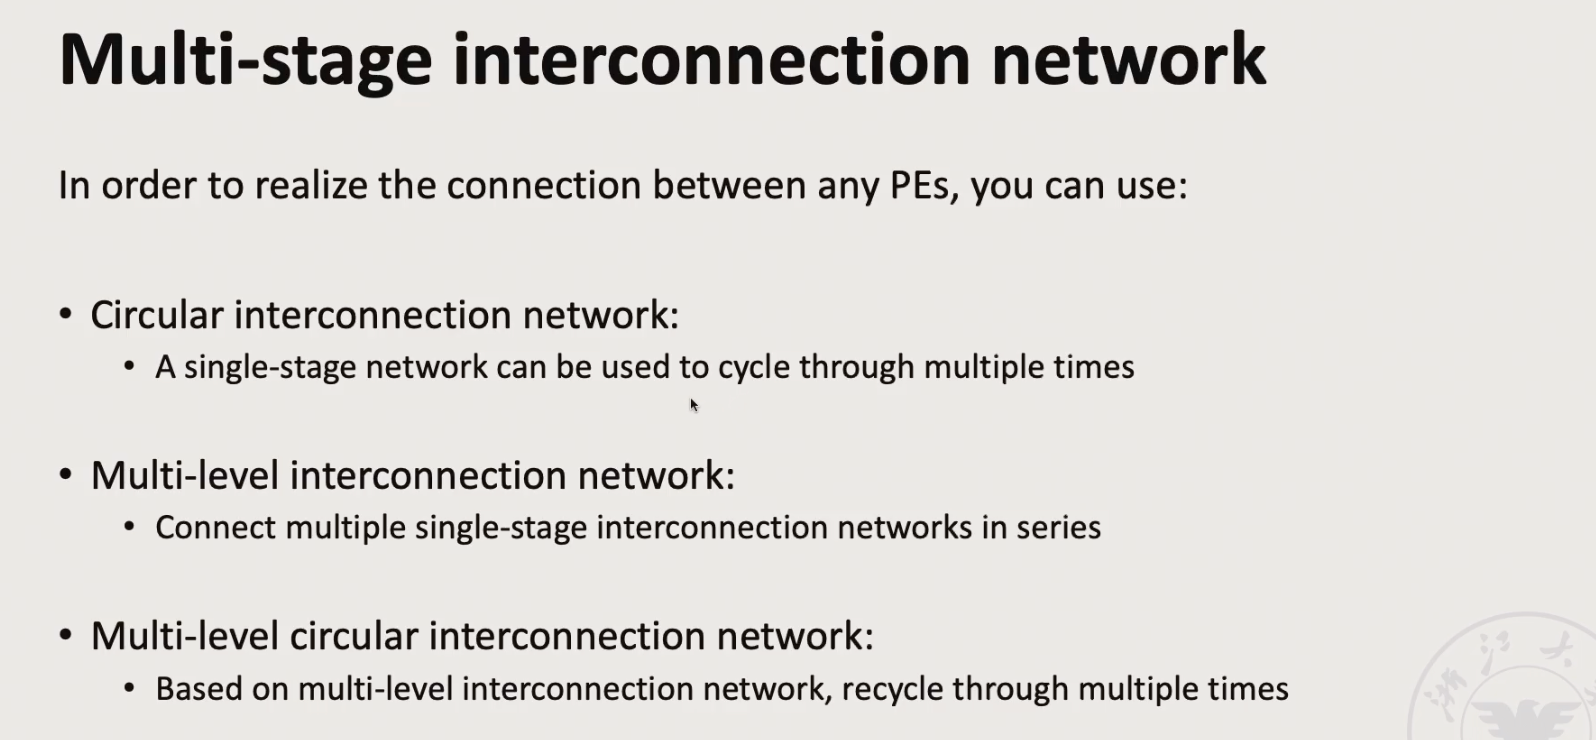 Multi-stage interconnection network
In order to realize the connection between any PEs, you can use:
• Circular interconnection network:
• A single-stage network can be used to cycle through multiple times
• Multi-level interconnection network:
• Connect multiple single-stage interconnection networks in series
• Multi-level circular interconnection network:
• Based on multi-level interconnection network, recycle through multiple times
浙江大